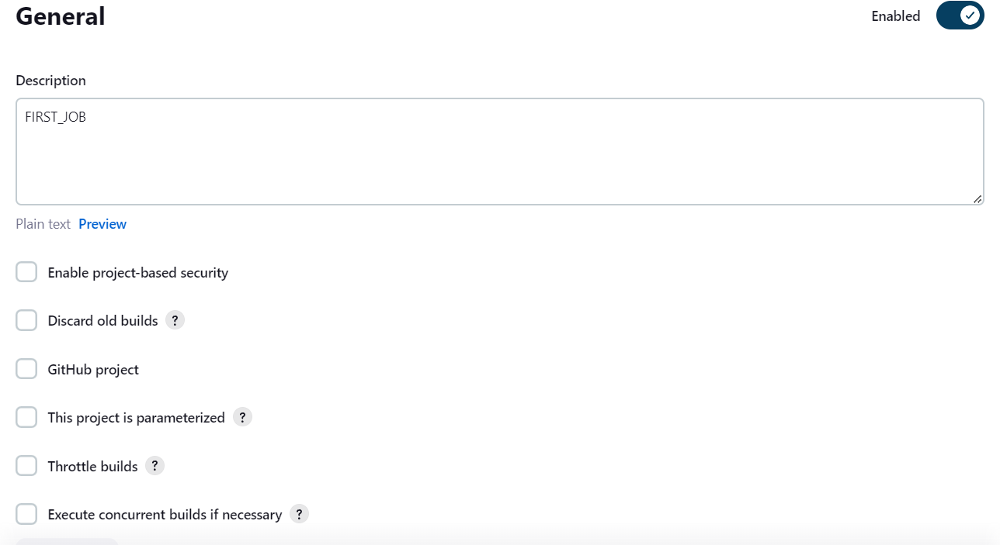 General
Enabled
Description
FIRST_JOB
Plain text Preview
Enable project-based security
Discard old builds ?
GitHub project
This project is parameterized ?
Throttle builds ?
Execute concurrent builds if necessary ?